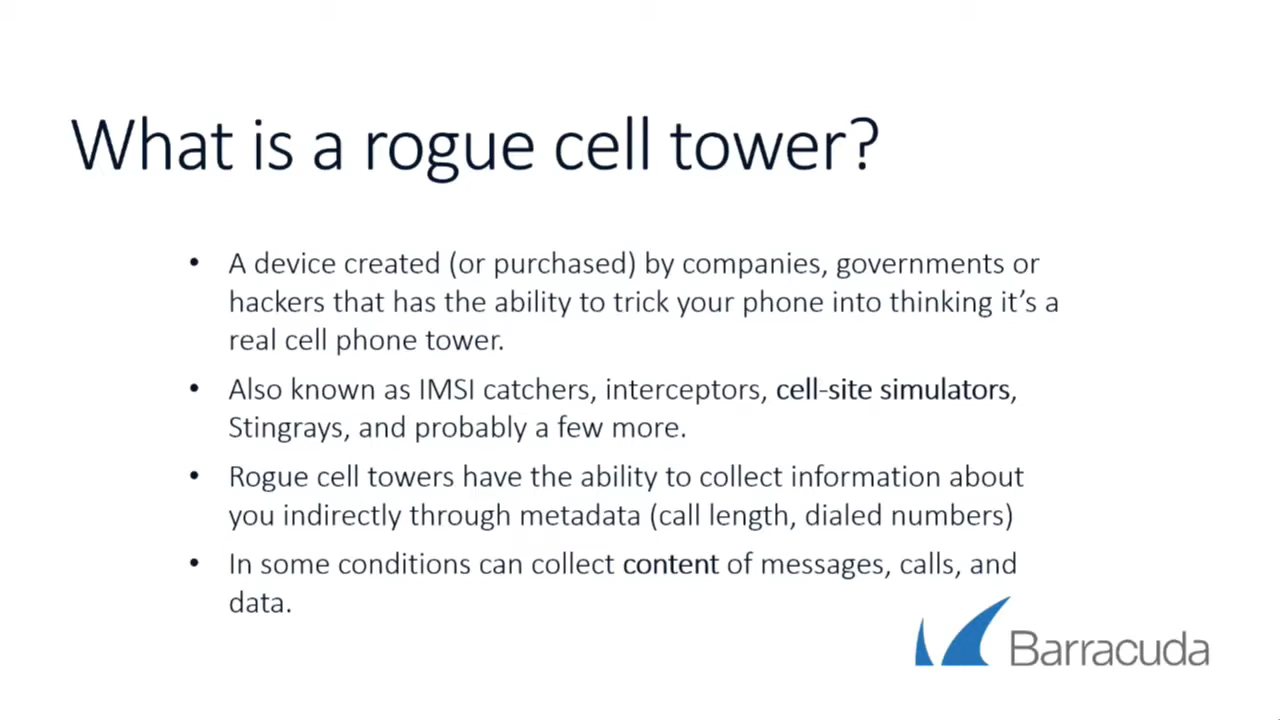 What is a rogue cell tower?
• A device created (or purchased) by companies, governments or
hackers that has the ability to trick your phone into thinking it’s a
real cell phone tower.
• Also known as IMSI catchers, interceptors, cell-site simulators,
Stingrays, and probably a few more.
• Rogue cell towers have the ability to collect information about
you indirectly through metadata (call length, dialed numbers)
• In some conditions can collect content of messages, calls, and
data.
Barracuda